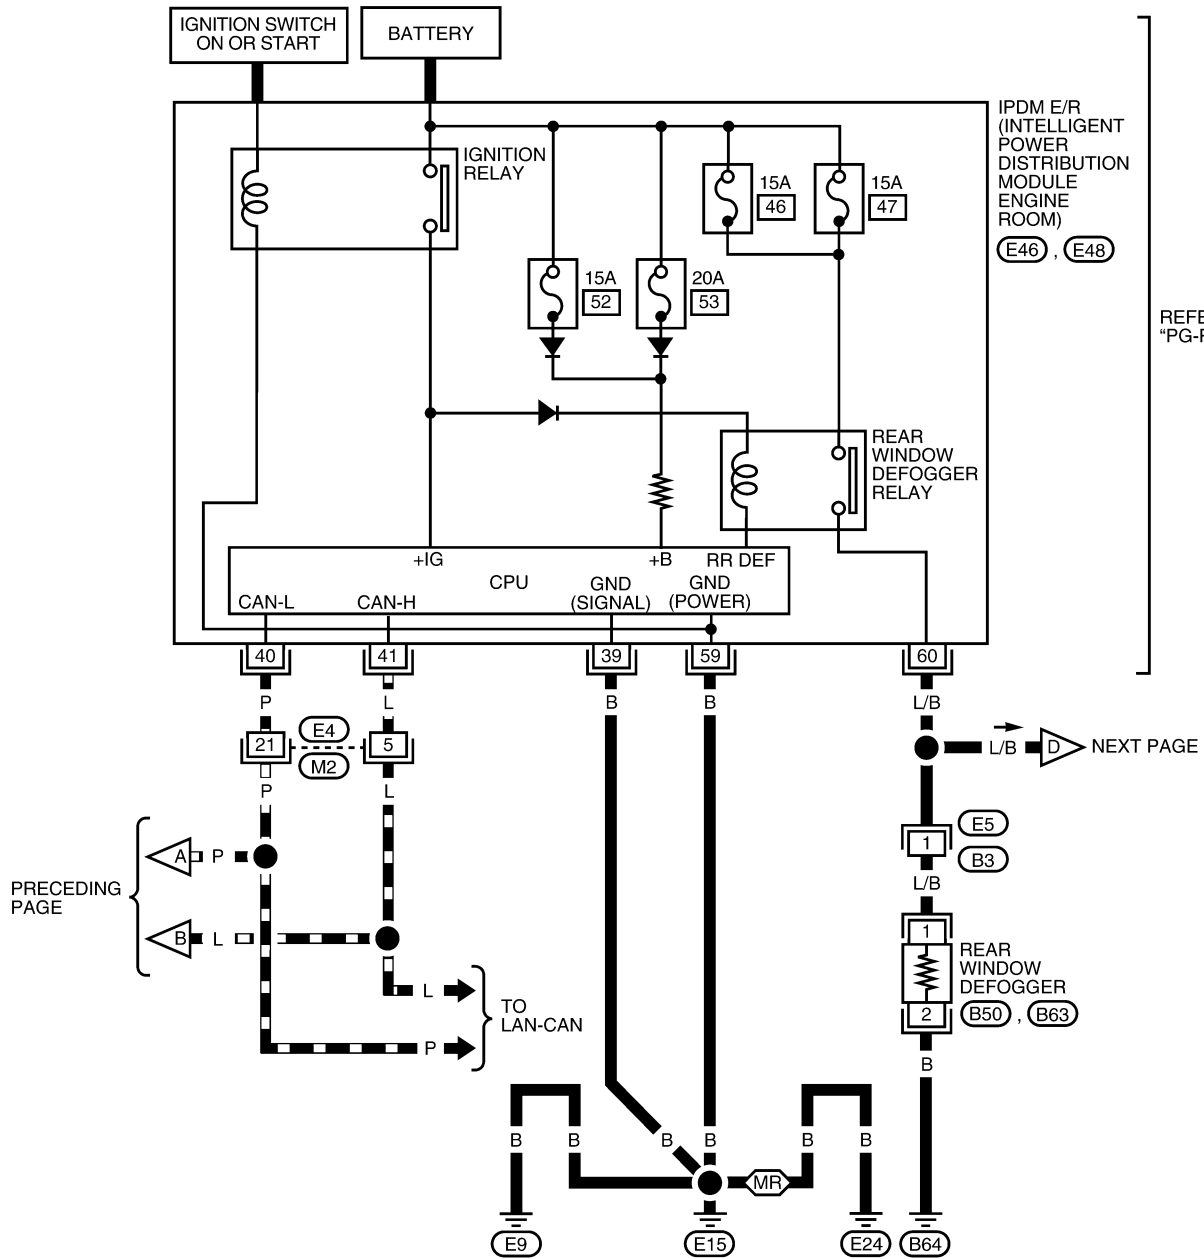 IGNITION SWITCH
ON OR START
BATTERY
IPDM E/R
(INTELLIGENT
POWER
DISTRIBUTION
MODULE
ENGINE
ROOM)
E46 , E48
IGNITION
RELAY
15A
46
15A
47
15A
52
20A
53
REFE
“PG-P
REAR
WINDOW
DEFOGGER
RELAY
+IG
+B
RR DEF
CPU
CAN-L
CAN-H
GND
(SIGNAL)
GND
(POWER)
40
41
39
59
60
P
L
B
B
L/B
21
E4
M2
5
L/B
D
NEXT PAGE
P
L
E5
1
B3
A
P
L/B
PRECEDING
PAGE
B
L
1
REAR
WINDOW
DEFOGGER
2
B50 , B63
L
TO
LAN-CAN
P
B
B
B
B
B
B
B
MR
E9
E15
E24
B64